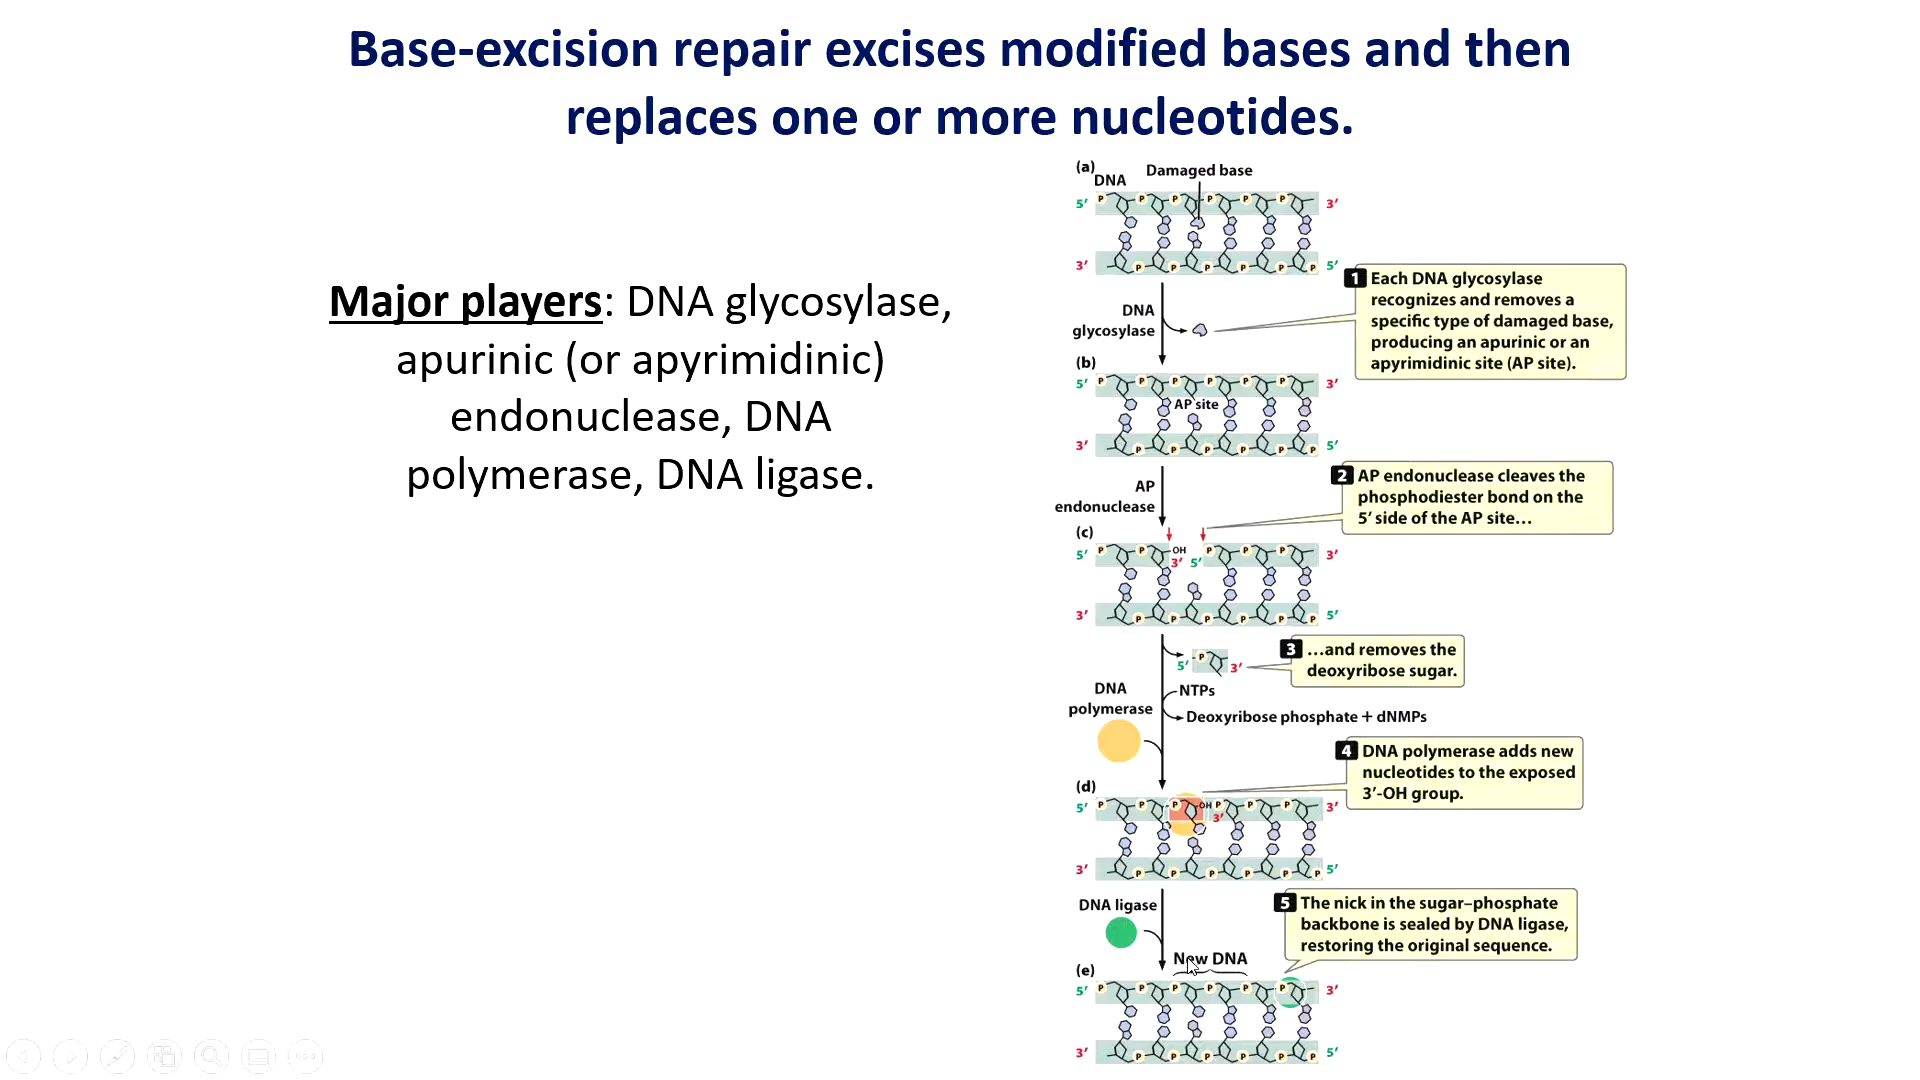 Base-excision repair excises modified bases and then
replaces one or more nucleotides.
Major players: DNA glycosylase,
apurinic (or apyrimidinic)
endonuclease, DNA
polymerase, DNA ligase.
(a)
DNA
Damaged base
5′ P P P P P P 3′
3′ P P P P P P 5′
DNA
glycosylase
1 Each DNA glycosylase
recognizes and removes a
specific type of damaged base,
producing an apurinic or an
apyrimidinic site (AP site).
(b)
5′ P P P P P P 3′
AP site
3′ P P P P P P 5′
AP
endonuclease
2 AP endonuclease cleaves the
phosphodiester bond on the
5′ side of the AP site…
(c)
5′ P P OH P P P 3′
3′ 5′
3′ P P P P P P 5′
5′ P 3′
3 …and removes the
deoxyribose sugar.
NTPs
DNA
polymerase
Deoxyribose phosphate + dNMPs
4 DNA polymerase adds new
nucleotides to the exposed
3′-OH group.
(d)
5′ P P P OH P P P 3′
3′
3′ P P P P P P 5′
DNA ligase
5 The nick in the sugar–phosphate
backbone is sealed by DNA ligase,
restoring the original sequence.
New DNA
(e)
5′ P P P P P P 3′
3′ P P P P P P 5′